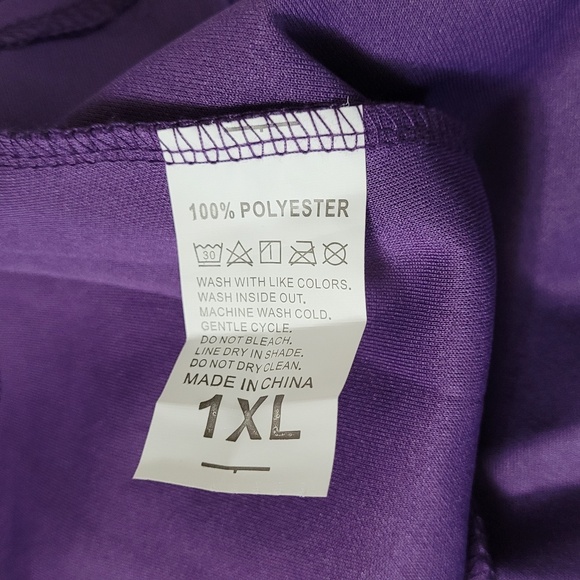 100% POLYESTER
30
WASH WITH LIKE COLORS.
WASH INSIDE OUT.
MACHINE WASH COLD.
GENTLE CYCLE.
DO NOT BLEACH.
LINE DRY IN SHADE.
DO NOT DRY CLEAN.
MADE IN CHINA
1XL